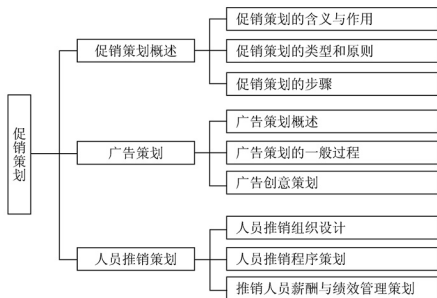 促销策划
促销策划概述
促销策划的含义与作用
促销策划的类型和原则
促销策划的步骤
广告策划
广告策划概述
广告策划的一般过程
广告创意策划
人员推销策划
人员推销组织设计
人员推销程序策划
推销人员薪酬与绩效管理策划